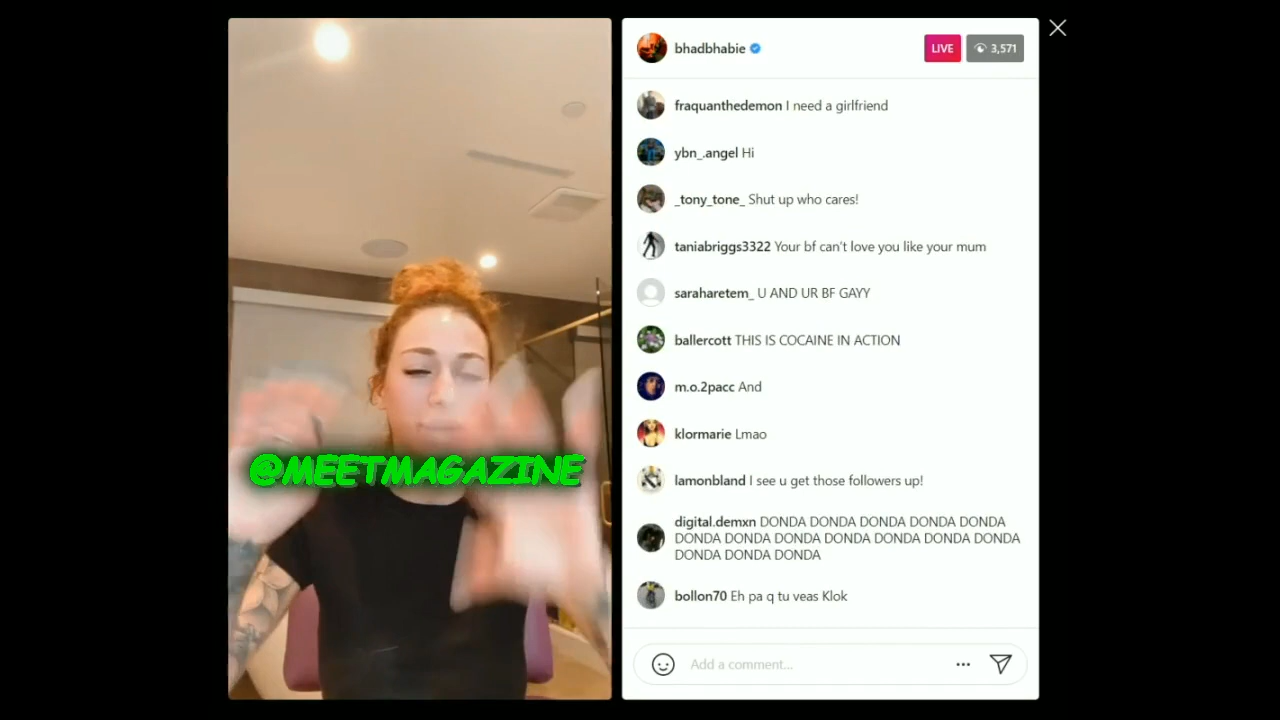 bhadbhabie
LIVE
3,571
fraquanthedemon I need a girlfriend
ybn_.angel Hi
_tony_tone_ Shut up who cares!
taniabriggs3322 Your bf can't love you like your mum
saraharetem_ U AND UR BF GAYY
ballercott THIS IS COCAINE IN ACTION
m.o.2pacc And
klormarie Lmao
@MEETMAGAZINE
lamonbland I see u get those followers up!
digital.demxn DONDA DONDA DONDA DONDA DONDA
DONDA DONDA DONDA DONDA DONDA DONDA DONDA
DONDA DONDA DONDA
bollon70 Eh pa q tu veas Klok
Add a comment...